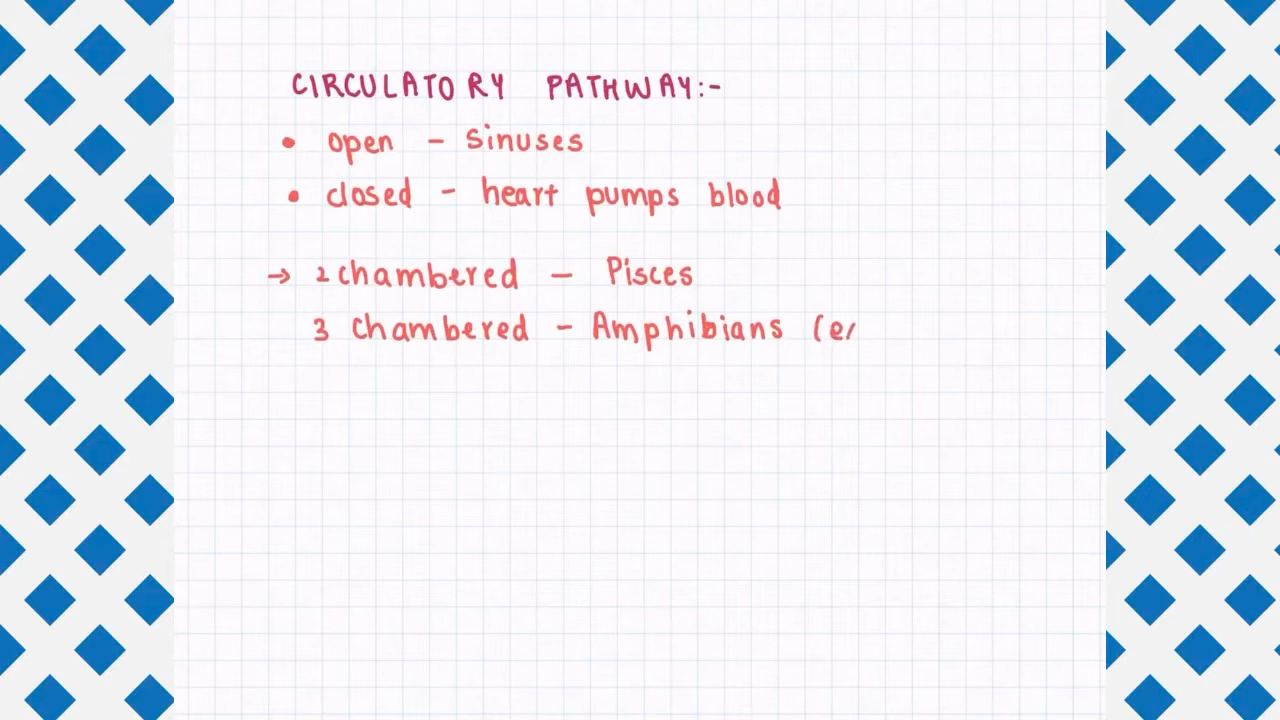 CIRCULATORY PATHWAY:-
• open - Sinuses
• closed - heart pumps blood
→ 2 chambered - Pisces
3 Chambered - Amphibians (e